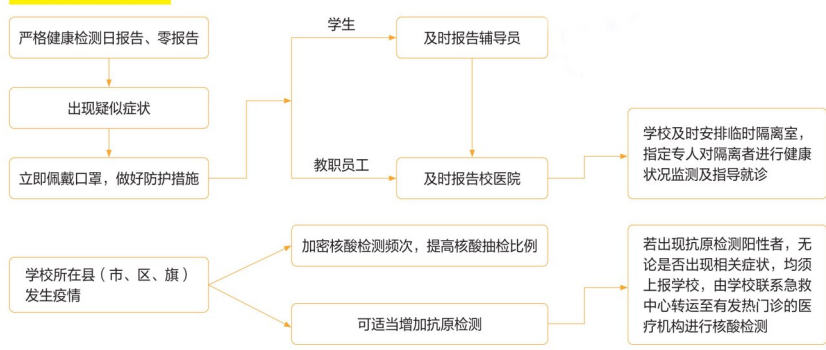 严格健康检测日报告、零报告
出现疑似症状
立即佩戴口罩，做好防护措施
学生
及时报告辅导员
教职员工
及时报告校医院
学校及时安排临时隔离室，
指定专人对隔离者进行健康
状况监测及指导就诊
学校所在县（市、区、旗）
发生疫情
加密核酸检测频次，提高核酸抽检比例
可适当增加抗原检测
若出现抗原检测阳性者，无
论是否出现相关症状，均须
上报学校，由学校联系急救
中心转运至有发热门诊的医
疗机构进行核酸检测